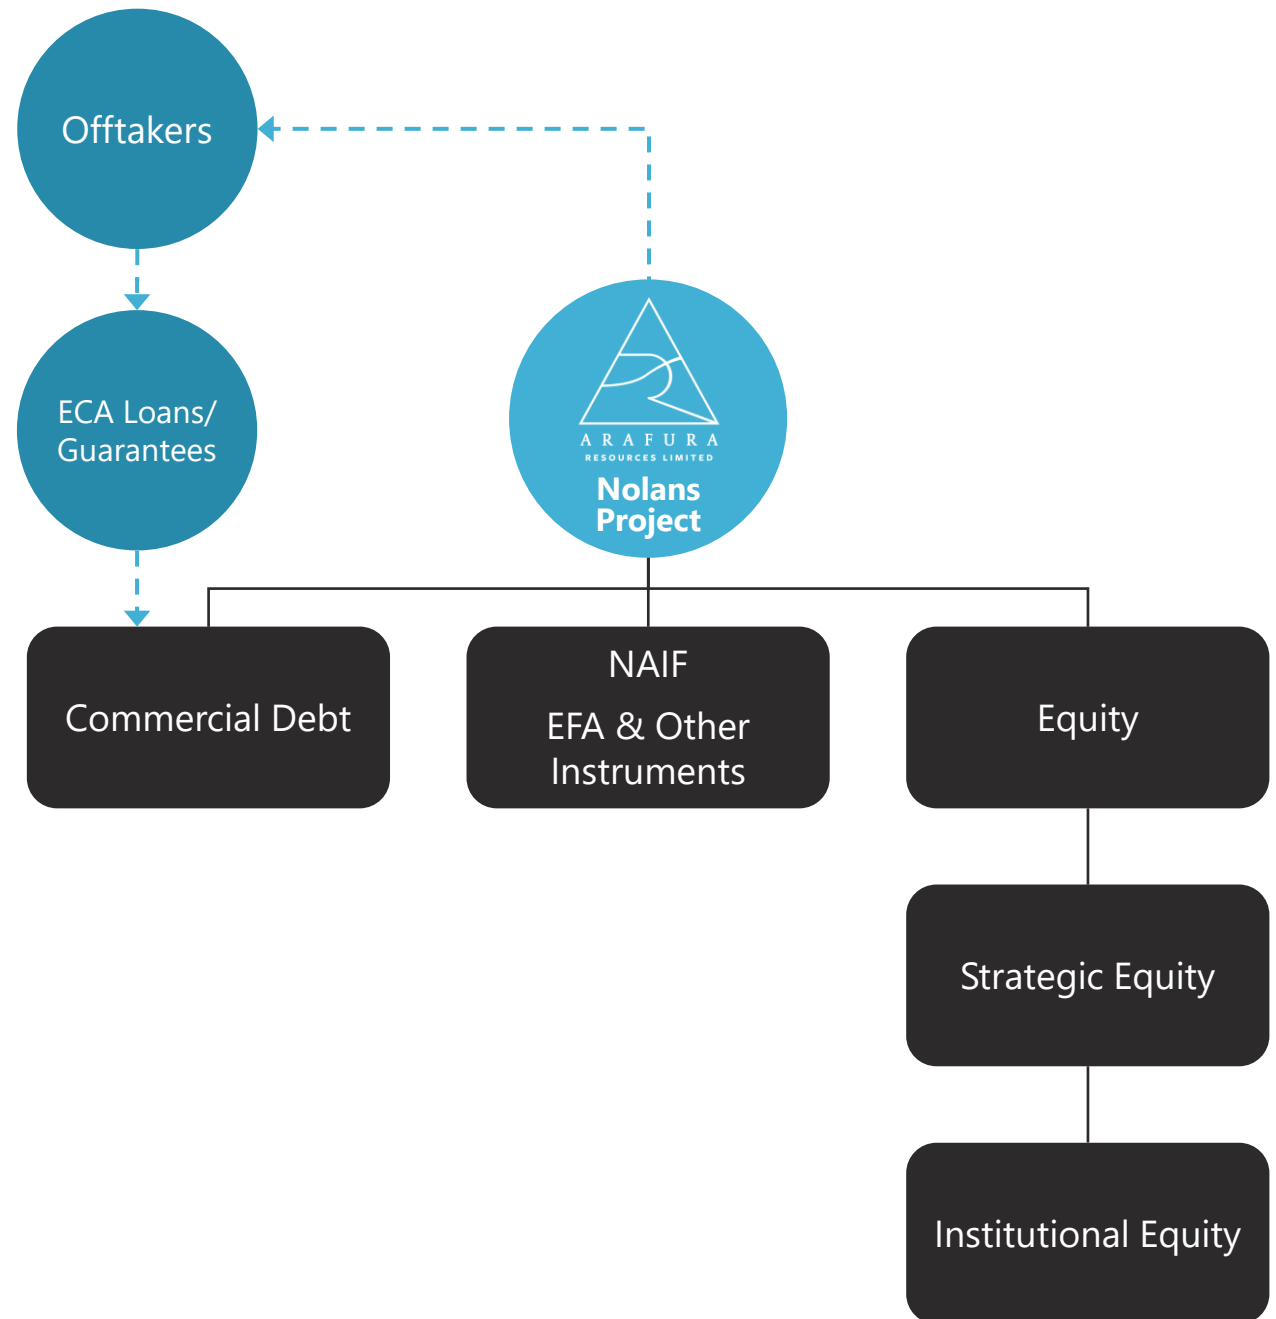 Offtakers
ECA Loans/
Guarantees
ARAFURA
RESOURCES LIMITED
Nolans
Project
Commercial Debt
NAIF
EFA & Other
Instruments
Equity
Strategic Equity
Institutional Equity